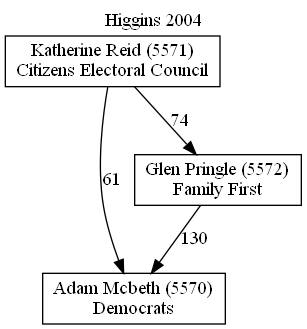 Higgins 2004
Katherine Reid (5571)
Citizens Electoral Council
74
Glen Pringle (5572)
Family First
61
130
Adam Mcbeth (5570)
Democrats